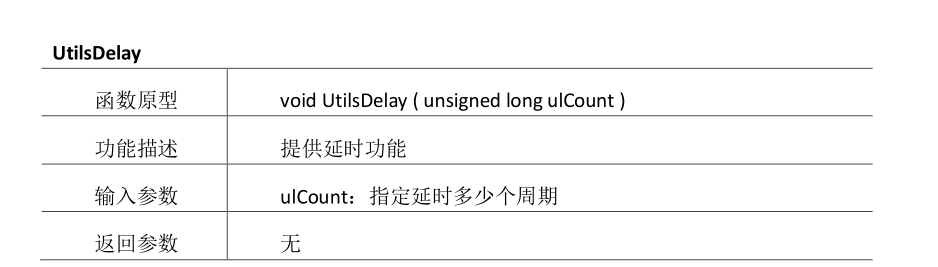 UtilsDelay
函数原型 void UtilsDelay ( unsigned long ulCount )
功能描述 提供延时功能
输入参数 ulCount：指定延时多少个周期
返回参数 无